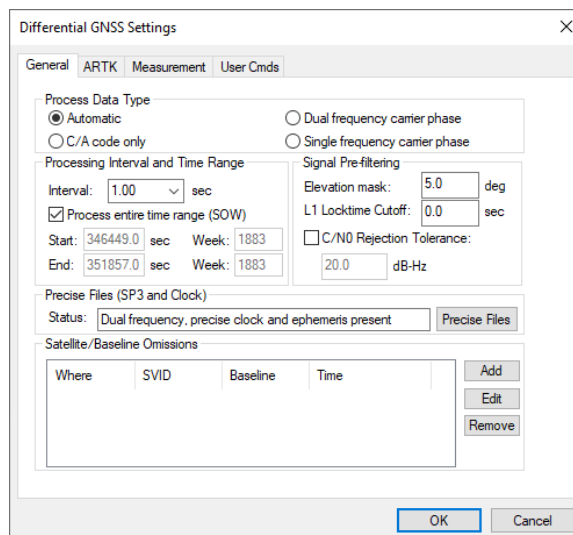 Differential GNSS Settings
General ARTK Measurement User Cmds
Process Data Type
Automatic
Dual frequency carrier phase
C/A code only
Single frequency carrier phase
Processing Interval and Time Range
Interval: 1.00 sec
Process entire time range (SOW)
Start: 346449.0 sec Week: 1883
End: 351857.0 sec Week: 1883
Signal Pre-filtering
Elevation mask: 5.0 deg
L1 Locktime Cutoff: 0.0 sec
C/N0 Rejection Tolerance:
20.0 dB-Hz
Precise Files (SP3 and Clock)
Status: Dual frequency, precise clock and ephemeris present Precise Files
Satellite/Baseline Omissions
Where SVID Baseline Time
Add
Edit
Remove
OK Cancel